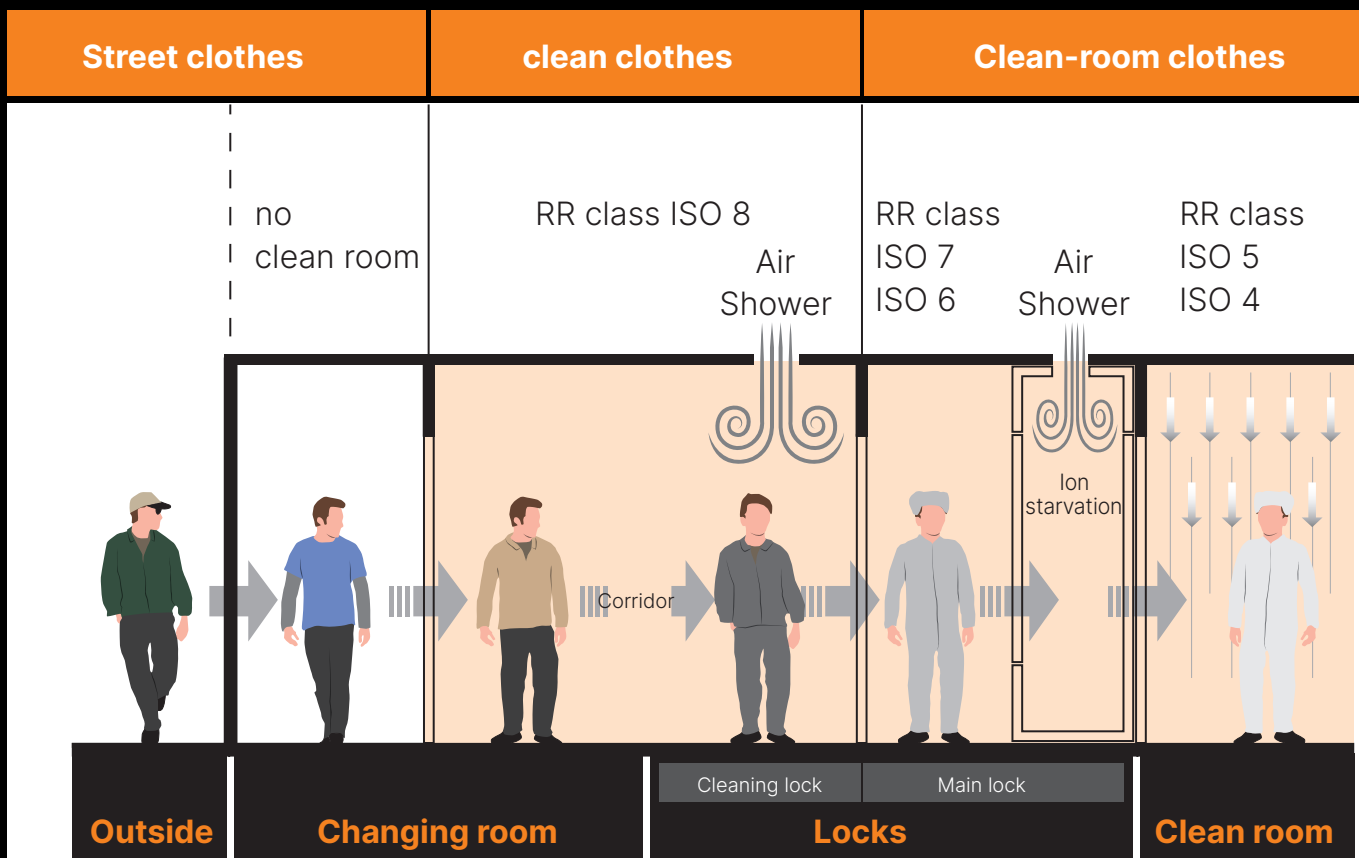 Street clothes
clean clothes
Clean-room clothes
no
clean room
RR class ISO 8
Air
Shower
RR class
ISO 7
ISO 6
Air
Shower
RR class
ISO 5
ISO 4
Ion
starvation
Corridor
Cleaning lock
Main lock
Outside
Changing room
Locks
Clean room